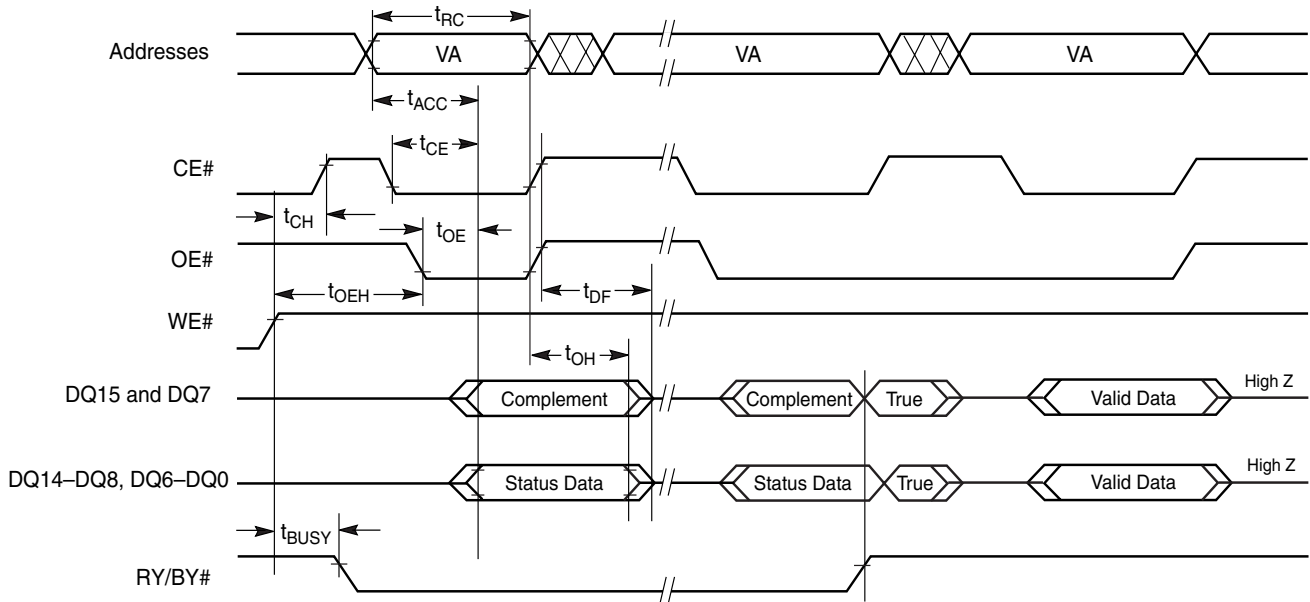 tRC
Addresses VA VA VA
tACC
tCE
CE#
tCH
tOE
OE#
tOEH
tDF
WE#
tOH
DQ15 and DQ7 Complement Complement True Valid Data High Z
DQ14–DQ8, DQ6–DQ0 Status Data Status Data True Valid Data High Z
tBUSY
RY/BY#